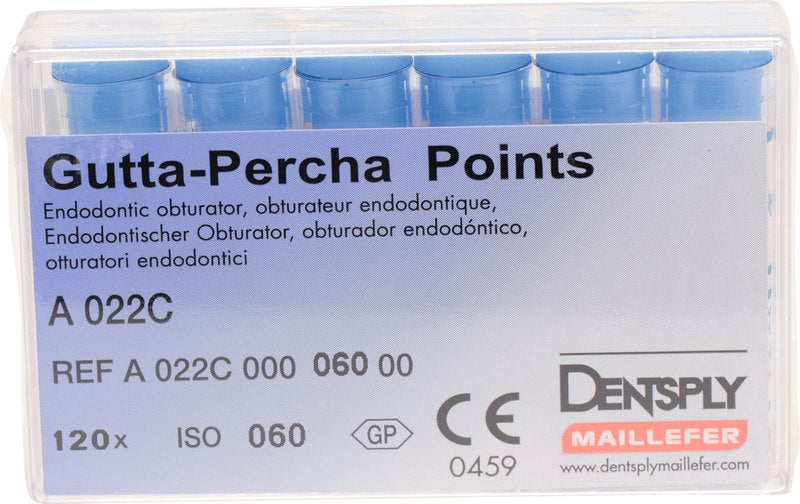 Gutta-Percha Points
Endodontic obturator, obturateur endodontique,
Endodontischer Obturator, obturador endodóntico,
otturatori endodontici
A 022C
REF A 022C 000 060 00
120x ISO 060 GP CE
0459
DENTSPLY
MAILLEFER
www.dentsplymaillefer.com